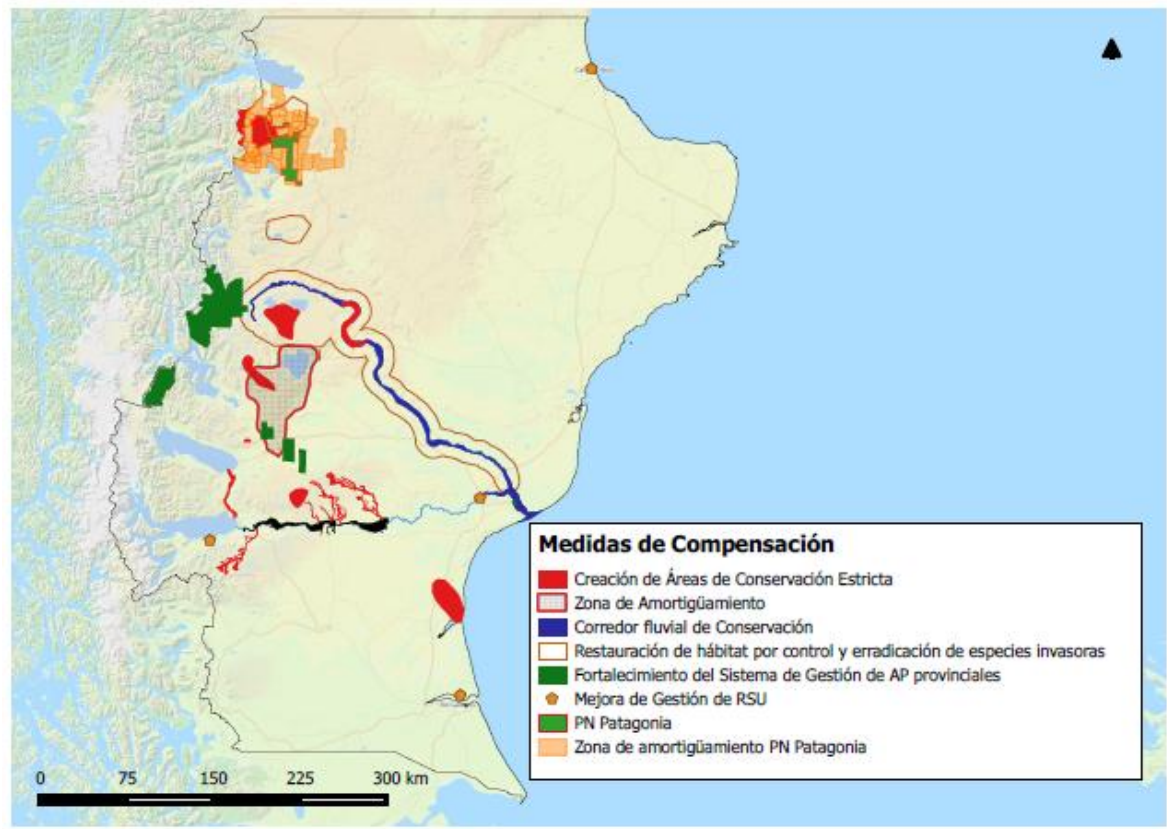 Medidas de Compensación
Creación de Áreas de Conservación Estricta
Zona de Amortigüamiento
Corredor fluvial de Conservación
Restauración de hábitat por control y erradicación de especies invasoras
Fortalecimiento del Sistema de Gestión de AP provinciales
Mejora de Gestión de RSU
PN Patagonia
Zona de amortigüamiento PN Patagonia
0 75 150 225 300 km